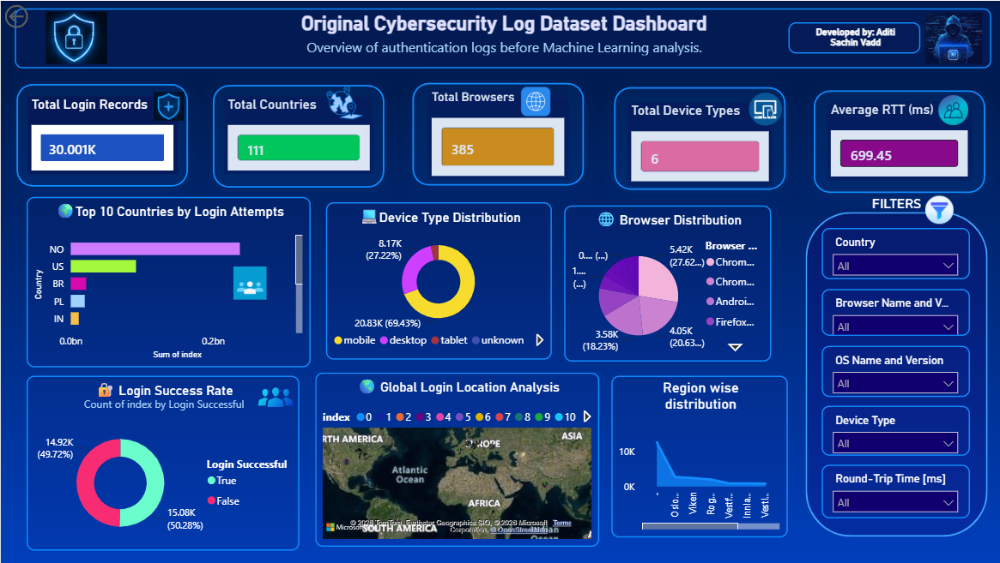 Original Cybersecurity Log Dataset Dashboard
Overview of authentication logs before Machine Learning analysis.
Developed by: Aditi
Sachin Vadd
Total Login Records
30.001K
Total Countries
111
Total Browsers
385
Total Device Types
6
Average RTT (ms)
699.45
Top 10 Countries by Login Attempts
Country
NO
US
BR
PL
IN
0.0bn
0.2bn
Sum of index
Device Type Distribution
8.17K
(27.22%)
20.83K (69.43%)
mobile
desktop
tablet
unknown
Browser Distribution
0.... (...)
1....
(...)
5.42K
(27.62...)
3.58K
(18.23%)
4.05K
(20.63...)
Browser ...
Chrom...
Chrom...
Androi...
Firefox...
FILTERS
Country
All
Browser Name and V...
All
OS Name and Version
All
Device Type
All
Round-Trip Time [ms]
All
Login Success Rate
Count of index by Login Successful
14.92K
(49.72%)
15.08K
(50.28%)
Login Successful
True
False
Global Login Location Analysis
index 0 1 2 3 4 5 6 7 8 9 10
RTH AMERICA
EUROPE
ASIA
Atlantic
Ocean
AFRICA
SOUTH AMERICA
Microsoft
© 2026 TomTom, Earthstar Geographics SIO, © 2026 Microsoft
Corporation, © OpenStreetMap
Terms
Region wise
distribution
10K
0K
-
Oslo...
Viken
Rog...
Vestf...
Innla...
Vestl...